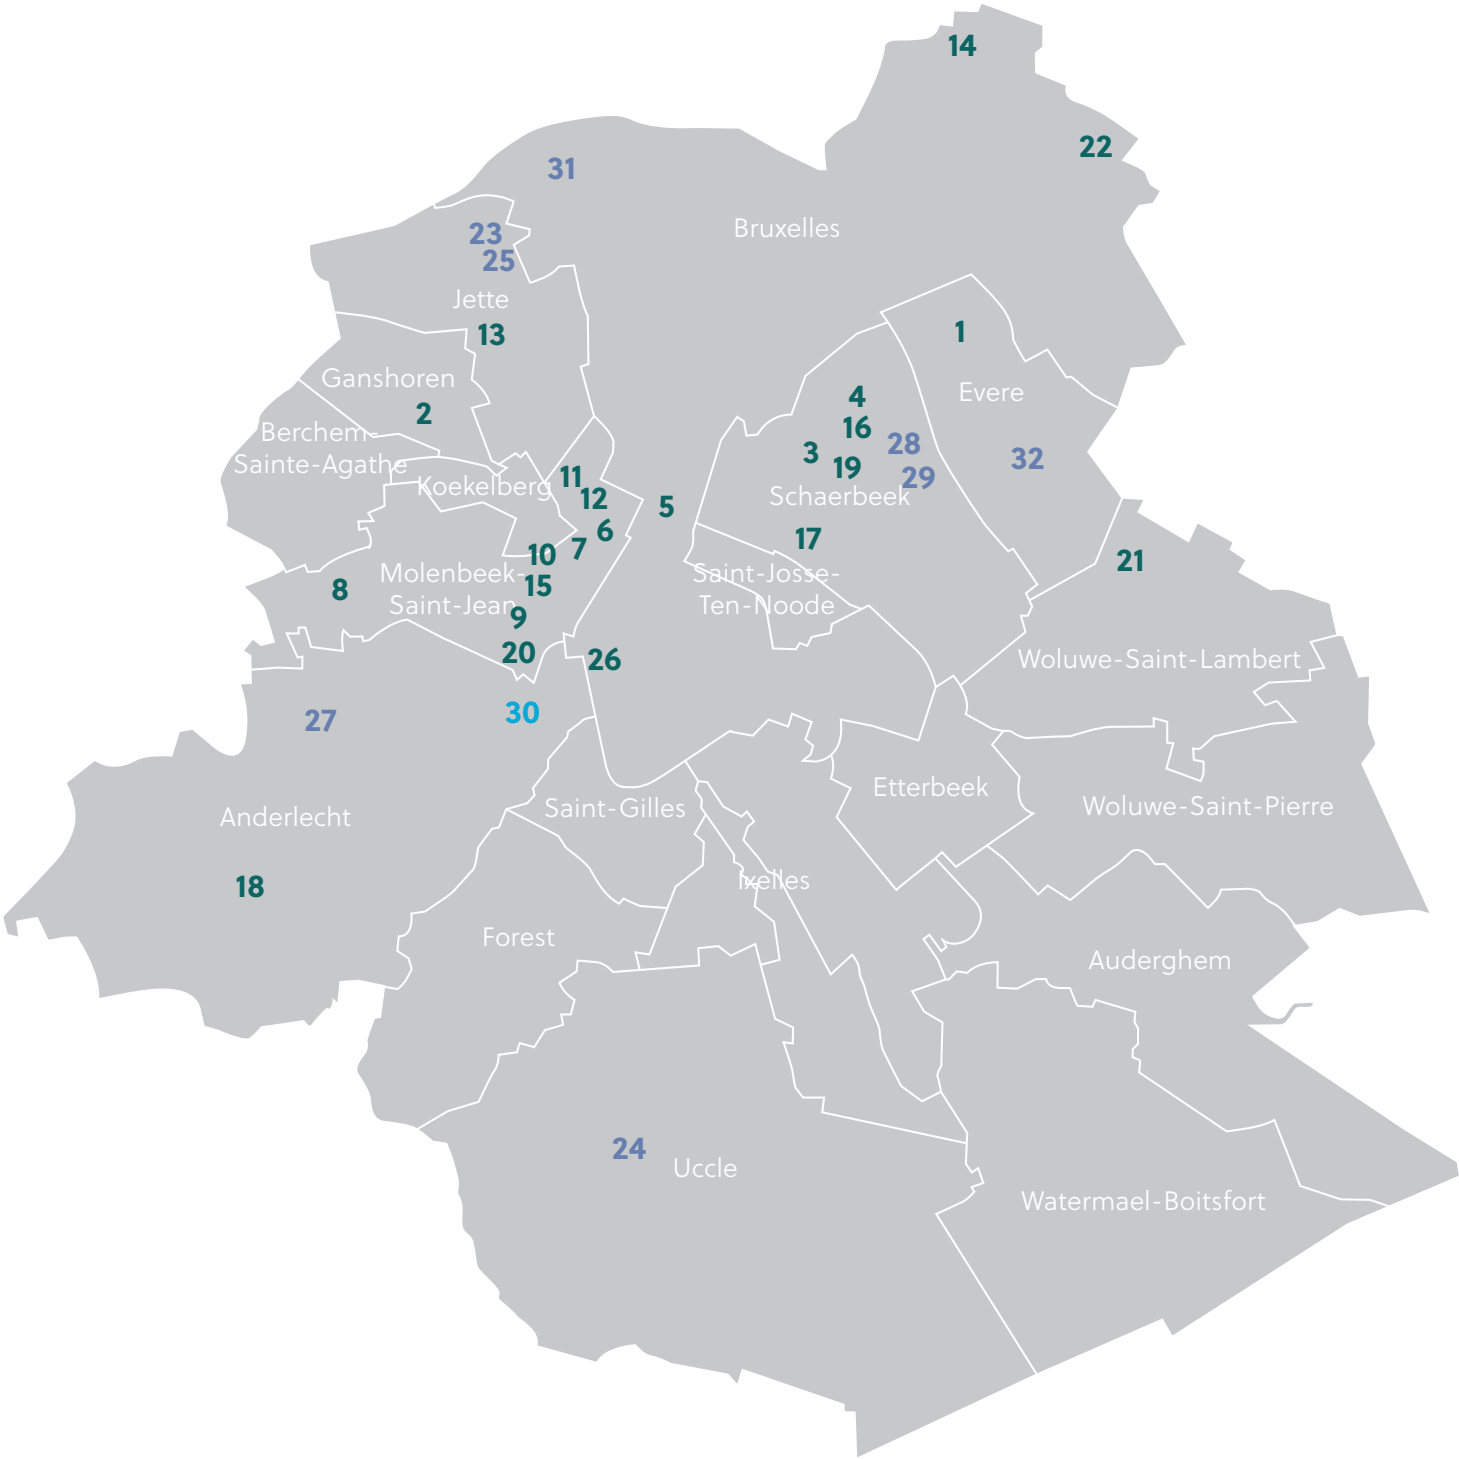 14
22
31
Bruxelles
23
25
Jette
13
1
Ganshoren
Evere
4
2
16
Berchem-
28
3
32
Sainte-Agathe
19
11
29
Koekelberg
Schaerbeek
12
5
6
17
7
10
21
Molenbeek-
Saint-Josse-
15
8
Saint-Jean
Ten-Noode
9
20
26
Woluwe-Saint-Lambert
30
27
Etterbeek
Saint-Gilles
Woluwe-Saint-Pierre
Anderlecht
Ixelles
18
Forest
Auderghem
24
Uccle
Watermael-Boitsfort